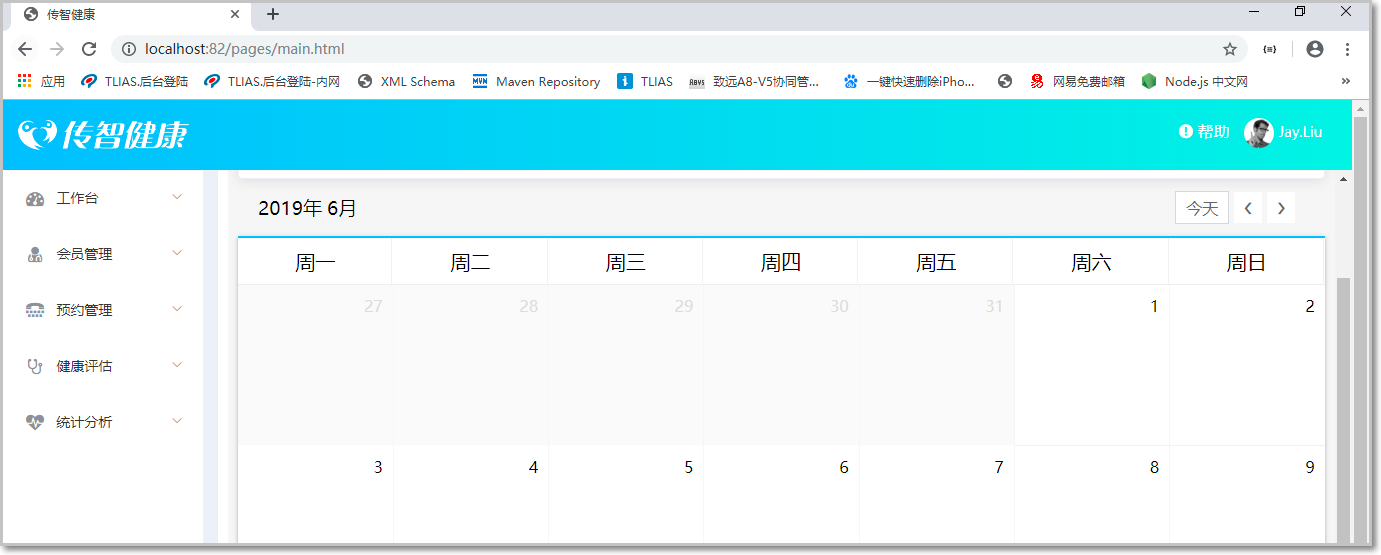 传智健康
localhost:82/pages/main.html
应用 TLIAS.后台登陆 TLIAS.后台登陆-内网 XML Schema Maven Repository TLIAS 致远A8-V5协同管... 一键快速删除iPho... 网易免费邮箱 Node.js 中文网 »
传智健康 帮助 Jay.Liu
工作台
会员管理
预约管理
健康评估
统计分析
2019年 6月 今天
周一 周二 周三 周四 周五 周六 周日
27 28 29 30 31 1 2
3 4 5 6 7 8 9